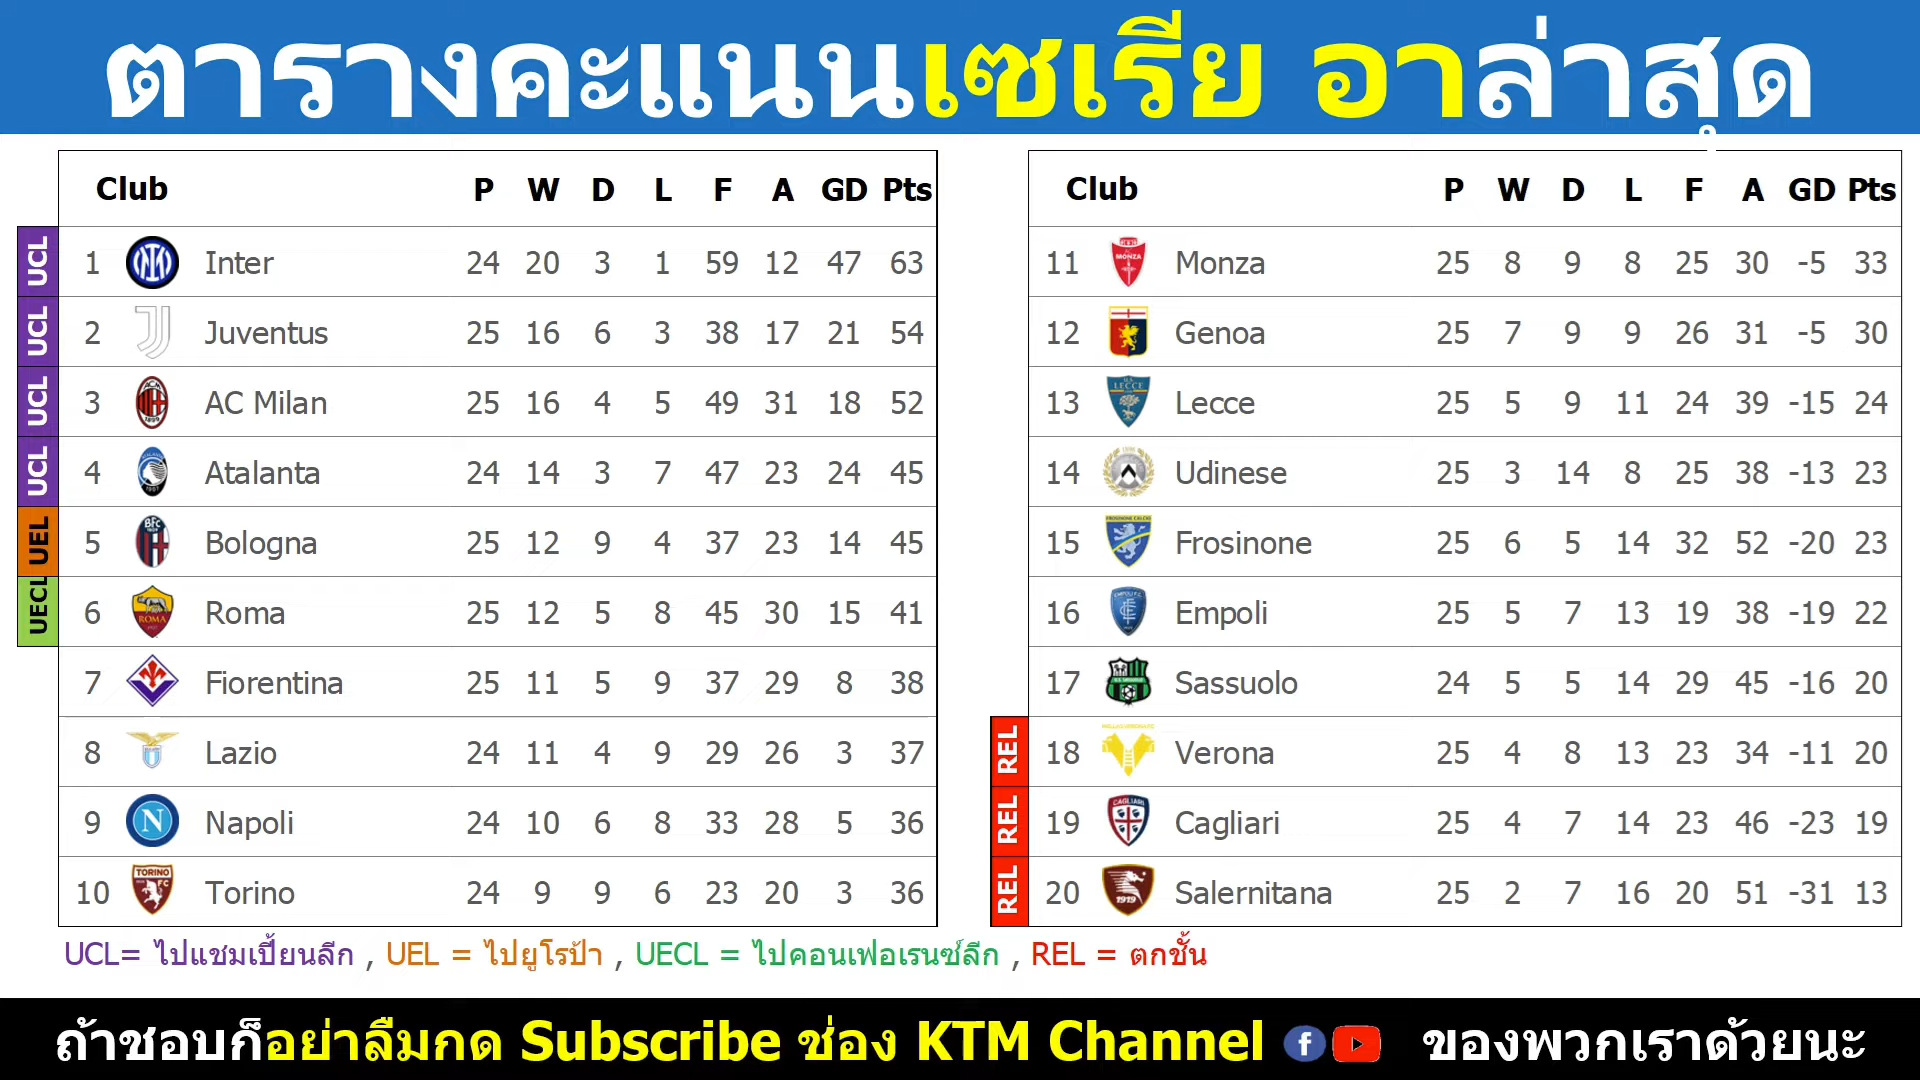 ตารางคะแนนเซเรีย อาล่าสุด
Club P W D L F A GD Pts
UCL 1 Inter 24 20 3 1 59 12 47 63
UCL 2 Juventus 25 16 6 3 38 17 21 54
UCL 3 AC Milan 25 16 4 5 49 31 18 52
UCL 4 Atalanta 24 14 3 7 47 23 24 45
UEL 5 Bologna 25 12 9 4 37 23 14 45
UECL 6 Roma 25 12 5 8 45 30 15 41
7 Fiorentina 25 11 5 9 37 29 8 38
8 Lazio 24 11 4 9 29 26 3 37
9 Napoli 24 10 6 8 33 28 5 36
10 Torino 24 9 9 6 23 20 3 36
Club P W D L F A GD Pts
11 Monza 25 8 9 8 25 30 -5 33
12 Genoa 25 7 9 9 26 31 -5 30
13 Lecce 25 5 9 11 24 39 -15 24
14 Udinese 25 3 14 8 25 38 -13 23
15 Frosinone 25 6 5 14 32 52 -20 23
16 Empoli 25 5 7 13 19 38 -19 22
17 Sassuolo 24 5 5 14 29 45 -16 20
REL 18 Verona 25 4 8 13 23 34 -11 20
REL 19 Cagliari 25 4 7 14 23 46 -23 19
REL 20 Salernitana 25 2 7 16 20 51 -31 13
UCL= ไปแชมเปี้ยนลีก , UEL = ไปยูโรป้า , UECL = ไปคอนเฟอเรนซ์ลีก , REL = ตกชั้น
ถ้าชอบก็อย่าลืมกด Subscribe ช่อง KTM Channel ของพวกเราด้วยนะ